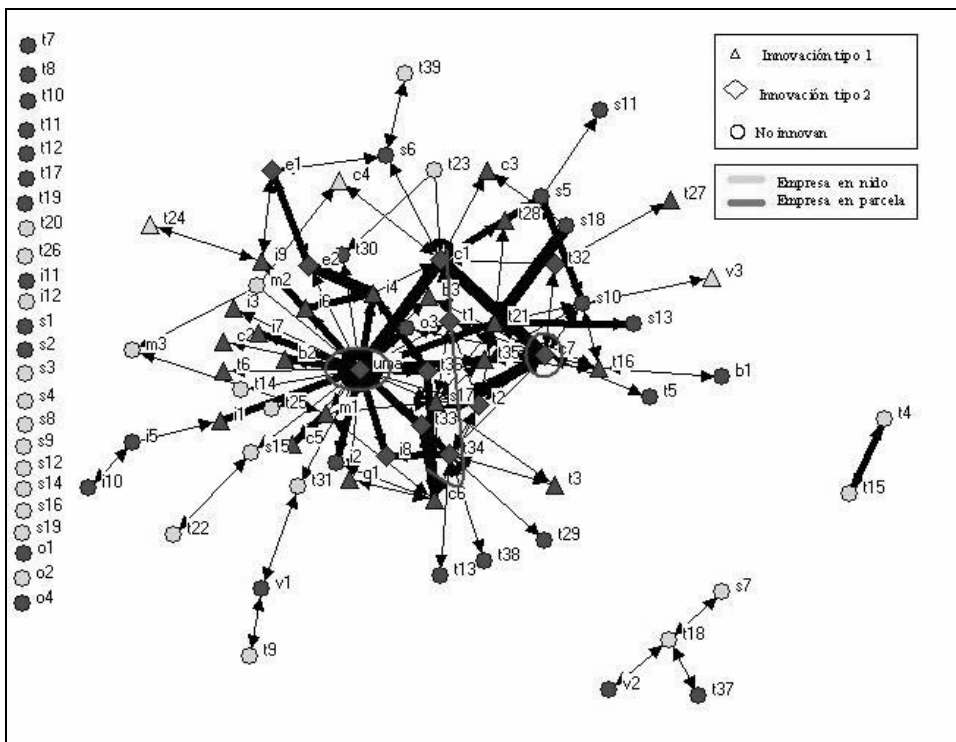 t7
t8
t10
t11
t12
t17
t19
t20
t26
i11
i12
s1
s2
s3
s4
s8
s9
s12
s14
s16
s19
o1
o2
o4
Innovación tipo 1
Innovación tipo 2
No innovan
Empresa en nido
Empresa en parcela
t39
s11
s6
t23
c3
e1
c4
s5
t27
t28
s18
t24
t30
c1
i9
e2
t32
m2
i4
b3
v3
i3
i6
t1
s10
i7
o3
t21
s13
c2
m3
b2
uma
t35
c7
t6
t36
t16
b1
t14
t5
t25
s17
t2
i1
m1
t33
t4
i5
c5
s15
i2
i8
t34
i10
t31
g1
c6
t3
t15
t22
t29
t38
t13
v1
s7
t9
t18
v2
t37